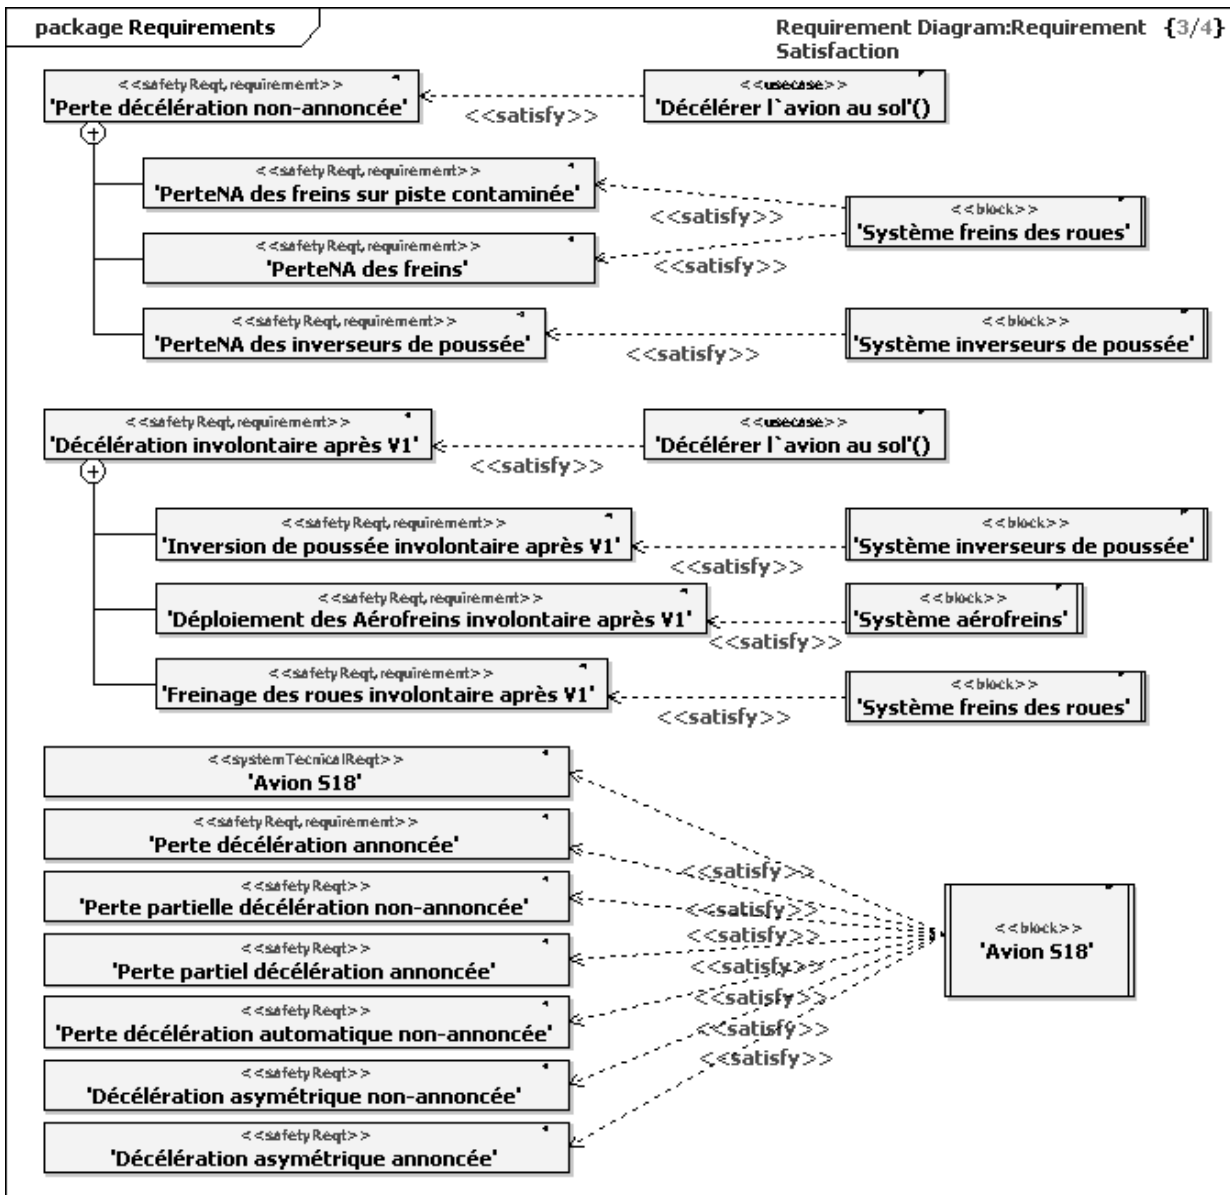 package Requirements
Requirement Diagram:Requirement {3/4}
Satisfaction
<<safetyReqt,requirement>>
'Perte décélération non-annoncée'
<<satisfy>>
<<usecase>>
'Décélérer l`avion au sol'()
<<safetyReqt,requirement>>
'PerteNA des freins sur piste contaminée'
<<satisfy>>
<<block>>
'Système freins des roues'
<<safetyReqt,requirement>>
'PerteNA des freins'
<<satisfy>>
<<safetyReqt,requirement>>
'PerteNA des inverseurs de poussée'
<<satisfy>>
<<block>>
'Système inverseurs de poussée'
<<safetyReqt,requirement>>
'Décélération involontaire après V1'
<<satisfy>>
<<usecase>>
'Décélérer l`avion au sol'()
<<safetyReqt,requirement>>
'Inversion de poussée involontaire après V1'
<<satisfy>>
<<block>>
'Système inverseurs de poussée'
<<safetyReqt,requirement>>
'Déploiement des Aérofreins involontaire après V1'
<<satisfy>>
<<block>>
'Système aérofreins'
<<safetyReqt,requirement>>
'Freinage des roues involontaire après V1'
<<satisfy>>
<<block>>
'Système freins des roues'
<<systemTecnicalReqt>>
'Avion S18'
<<safetyReqt,requirement>>
'Perte décélération annoncée'
<<safetyReqt>>
'Perte partielle décélération non-annoncée'
<<safetyReqt>>
'Perte partiel décélération annoncée'
<<safetyReqt>>
'Perte décélération automatique non-annoncée'
<<safetyReqt>>
'Décélération asymétrique non-annoncée'
<<safetyReqt>>
'Décélération asymétrique annoncée'
<<satisfy>>
<<satisfy>>
<<satisfy>>
<<satisfy>>
<<satisfy>>
<<satisfy>>
<<satisfy>>
<<block>>
'Avion S18'